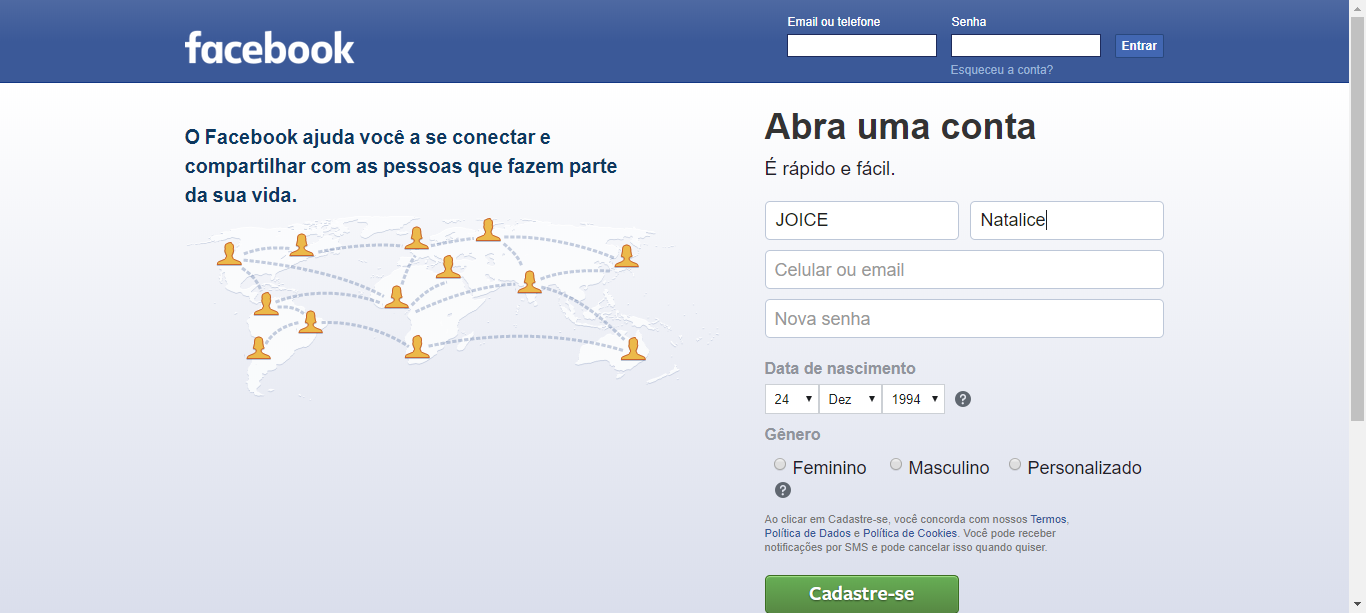 facebook
Email ou telefone
Senha
Entrar
Esqueceu a conta?
O Facebook ajuda você a se conectar e
compartilhar com as pessoas que fazem parte
da sua vida.
Abra uma conta
É rápido e fácil.
JOICE
Natalice
Celular ou email
Nova senha
Data de nascimento
24 Dez 1994 ?
Gênero
Feminino Masculino Personalizado
?
Ao clicar em Cadastre-se, você concorda com nossos Termos,
Política de Dados e Política de Cookies. Você pode receber
notificações por SMS e pode cancelar isso quando quiser.
Cadastre-se